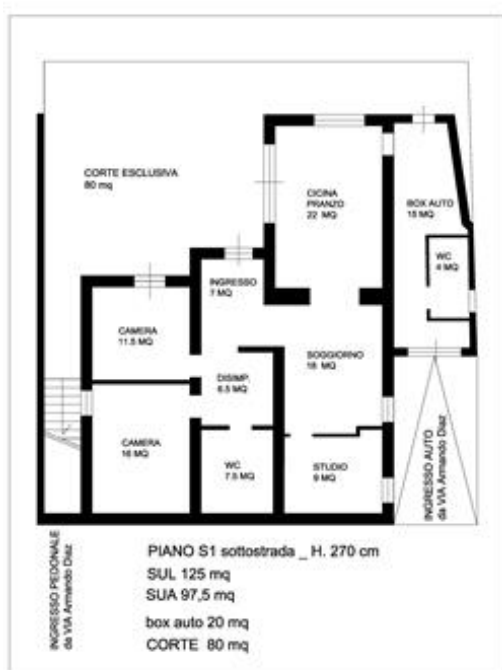 CORTE ESCLUSIVA
80 mq
CICINA
PRANZO
22 MQ
BOX AUTO
15 MQ
WC
4 MQ
INGRESSO
7 MQ
CAMERA
11.5 MQ
SOGGIORNO
18 MQ
DISIMP.
6.5 MQ
CAMERA
16 MQ
WC
7.5 MQ
STUDIO
9 MQ
INGRESSO AUTO
da VIA Armando Diaz
INGRESSO PEDONALE
da VIA Armando Diaz
PIANO S1 sottostrada _ H. 270 cm
SUL 125 mq
SUA 97,5 mq
box auto 20 mq
CORTE 80 mq